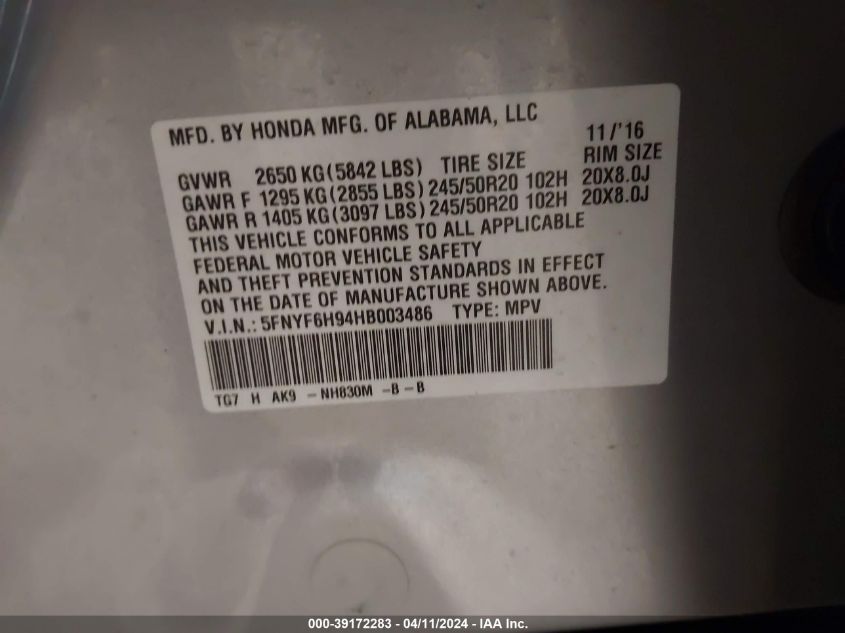 MFD. BY HONDA MFG. OF ALABAMA, LLC 11/'16
GVWR 2650 KG(5842 LBS) TIRE SIZE RIM SIZE
GAWR F 1295 KG(2855 LBS) 245/50R20 102H 20X8.0J
GAWR R 1405 KG(3097 LBS) 245/50R20 102H 20X8.0J
THIS VEHICLE CONFORMS TO ALL APPLICABLE
FEDERAL MOTOR VEHICLE SAFETY
AND THEFT PREVENTION STANDARDS IN EFFECT
ON THE DATE OF MANUFACTURE SHOWN ABOVE.
V.I.N.: 5FNYF6H94HB003486 TYPE: MPV
TG7 H AK9 -NH830M -B-B
000-39172283 - 04/11/2024 - IAA Inc.